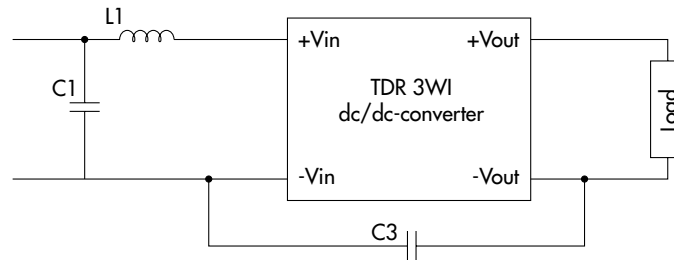 L1
+Vin
+Vout
C1
TDR 3WI
dc/dc-converter
Load
-Vin
-Vout
C3